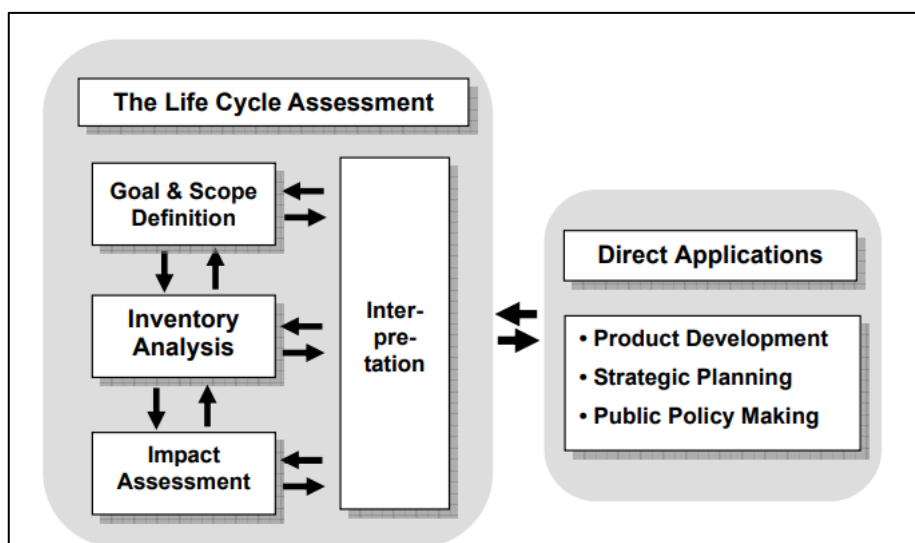 The Life Cycle Assessment
Goal & Scope
Definition
Inventory
Analysis
Impact
Assessment
Inter-
pre-
tation
Direct Applications
• Product Development
• Strategic Planning
• Public Policy Making